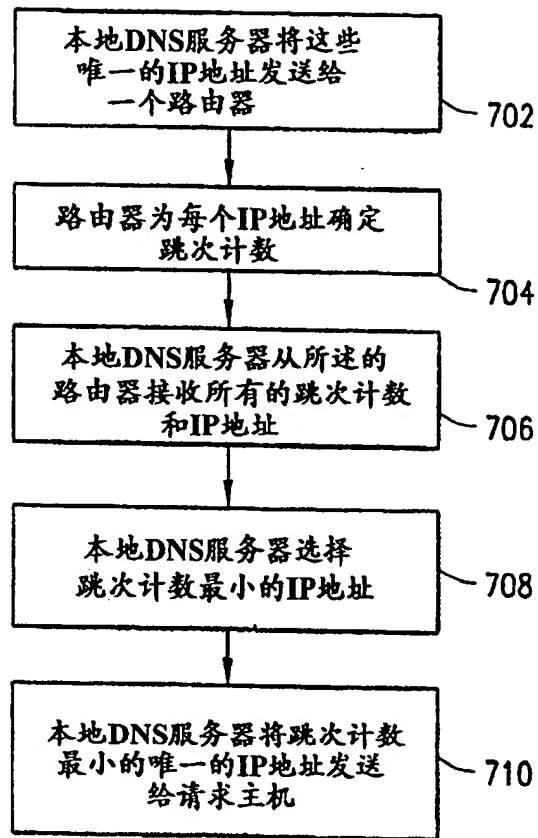 本地DNS服务器将这些
唯一的IP地址发送给
一个路由器
702
路由器为每个IP地址确定
跳次计数
704
本地DNS服务器从所述的
路由器接收所有的跳次计数
和IP地址
706
本地DNS服务器选择
跳次计数最小的IP地址
708
本地DNS服务器将跳次计数
最小的唯一的IP地址发送
给请求主机
710